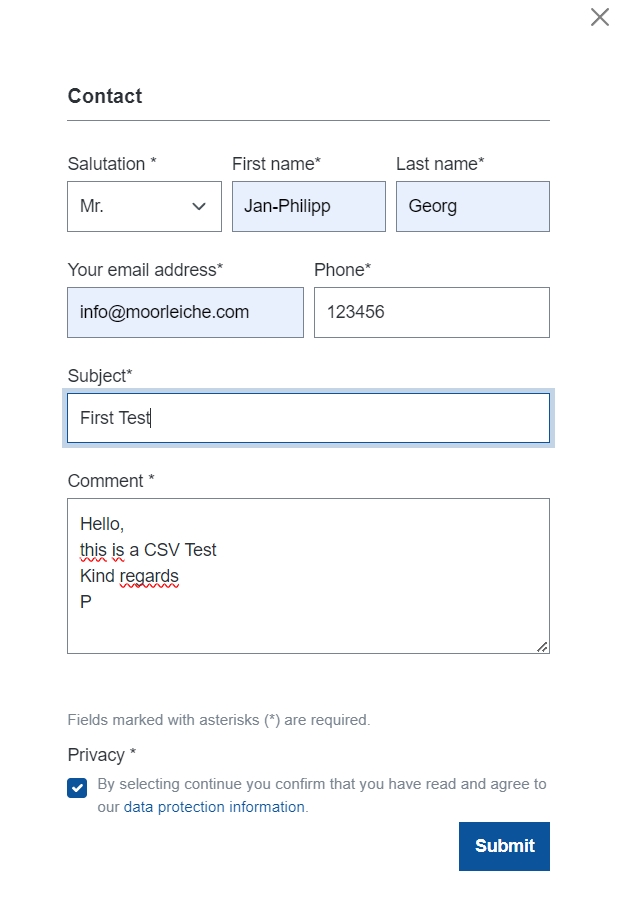 Contact
Salutation * First name* Last name*
Mr. Jan-Philipp Georg
Your email address* Phone*
info@moorleiche.com 123456
Subject*
First Test
Comment *
Hello,
this is a CSV Test
Kind regards
P
Fields marked with asterisks (*) are required.
Privacy *
By selecting continue you confirm that you have read and agree to
our data protection information.
Submit